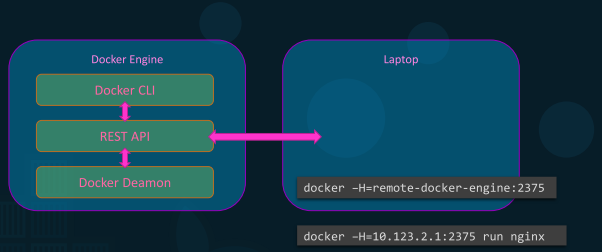 Docker Engine
Docker CLI
REST API
Docker Deamon
Laptop
docker –H=remote-docker-engine:2375
docker –H=10.123.2.1:2375 run nginx